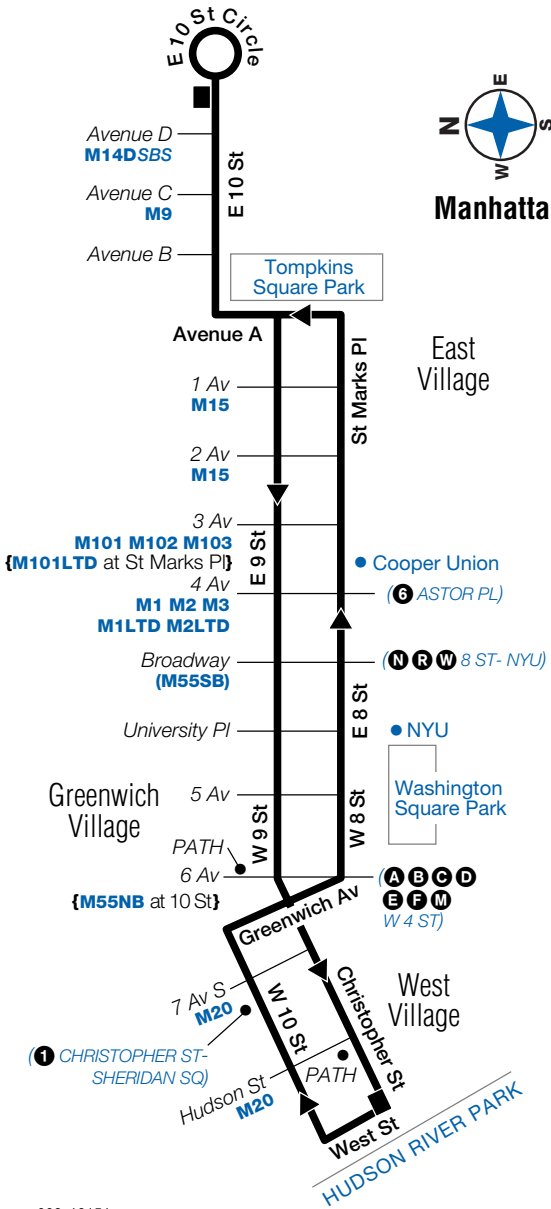 E 10 St Circle
N
E
S
W
Manhatta
Avenue D
M14DSBS
E 10 St
Avenue C
M9
Avenue B
Tompkins
Square Park
Avenue A
St Marks Pl
East
Village
1 Av
M15
2 Av
M15
3 Av
M101 M102 M103
{M101LTD at St Marks Pl}
E 9 St
• Cooper Union
4 Av
M1 M2 M3
M1LTD M2LTD
(6 ASTOR PL)
Broadway
(M55SB)
(N R W 8 ST- NYU)
University Pl
E 8 St
• NYU
Washington
Square Park
Greenwich
Village
5 Av
W 9 St
W 8 St
PATH
6 Av
{M55NB at 10 St}
(A B C D
E F M
W 4 ST)
Greenwich Av
7 Av S
M20
W 10 St
Christopher St
West
Village
(1 CHRISTOPHER ST-
SHERIDAN SQ)
Hudson St
M20
PATH
West St
HUDSON RIVER PARK